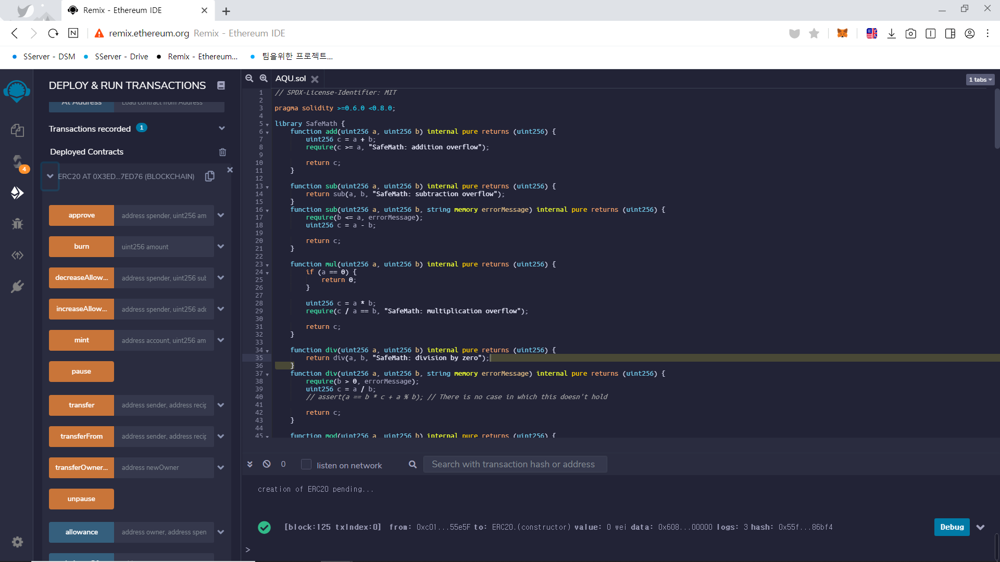 Remix - Ethereum IDE
remix.ethereum.org Remix - Ethereum IDE
SServer - DSM
SServer - Drive
Remix - Ethereum...
팀을위한 프로젝트...
DEPLOY & RUN TRANSACTIONS
At Address
Load contract from Address
Transactions recorded 1
Deployed Contracts
4
ERC20 AT 0X3ED...7ED76 (BLOCKCHAIN)
approve address spender, uint256 am
burn uint256 amount
decreaseAllow... address spender, uint256 sub
increaseAllow... address spender, uint256 adc
mint address account, uint256 am
pause
transfer address sender, address recip
transferFrom address sender, address recip
transferOwner... address newOwner
unpause
allowance address owner, address spen
AQU.sol
1 tabs
1 // SPDX-License-Identifier: MIT
2
3 pragma solidity >=0.6.0 <0.8.0;
4
5 library SafeMath {
6 function add(uint256 a, uint256 b) internal pure returns (uint256) {
7 uint256 c = a + b;
8 require(c >= a, "SafeMath: addition overflow");
9
10 return c;
11 }
12
13 function sub(uint256 a, uint256 b) internal pure returns (uint256) {
14 return sub(a, b, "SafeMath: subtraction overflow");
15 }
16 function sub(uint256 a, uint256 b, string memory errorMessage) internal pure returns (uint256) {
17 require(b <= a, errorMessage);
18 uint256 c = a - b;
19
20 return c;
21 }
22
23 function mul(uint256 a, uint256 b) internal pure returns (uint256) {
24 if (a == 0) {
25 return 0;
26 }
27
28 uint256 c = a * b;
29 require(c / a == b, "SafeMath: multiplication overflow");
30
31 return c;
32 }
33
34 function div(uint256 a, uint256 b) internal pure returns (uint256) {
35 return div(a, b, "SafeMath: division by zero");
36 }
37 function div(uint256 a, uint256 b, string memory errorMessage) internal pure returns (uint256) {
38 require(b > 0, errorMessage);
39 uint256 c = a / b;
40 // assert(a == b * c + a % b); // There is no case in which this doesn't hold
41
42 return c;
43 }
44
45 function mod(uint256 a, uint256 b) internal pure returns (uint256) {
0
listen on network
Search with transaction hash or address
creation of ERC20 pending...
[block:125 txIndex:0] from: 0xc01...55e5F to: ERC20.(constructor) value: 0 wei data: 0x608...00000 logs: 3 hash: 0x55f...86bf4
Debug
>